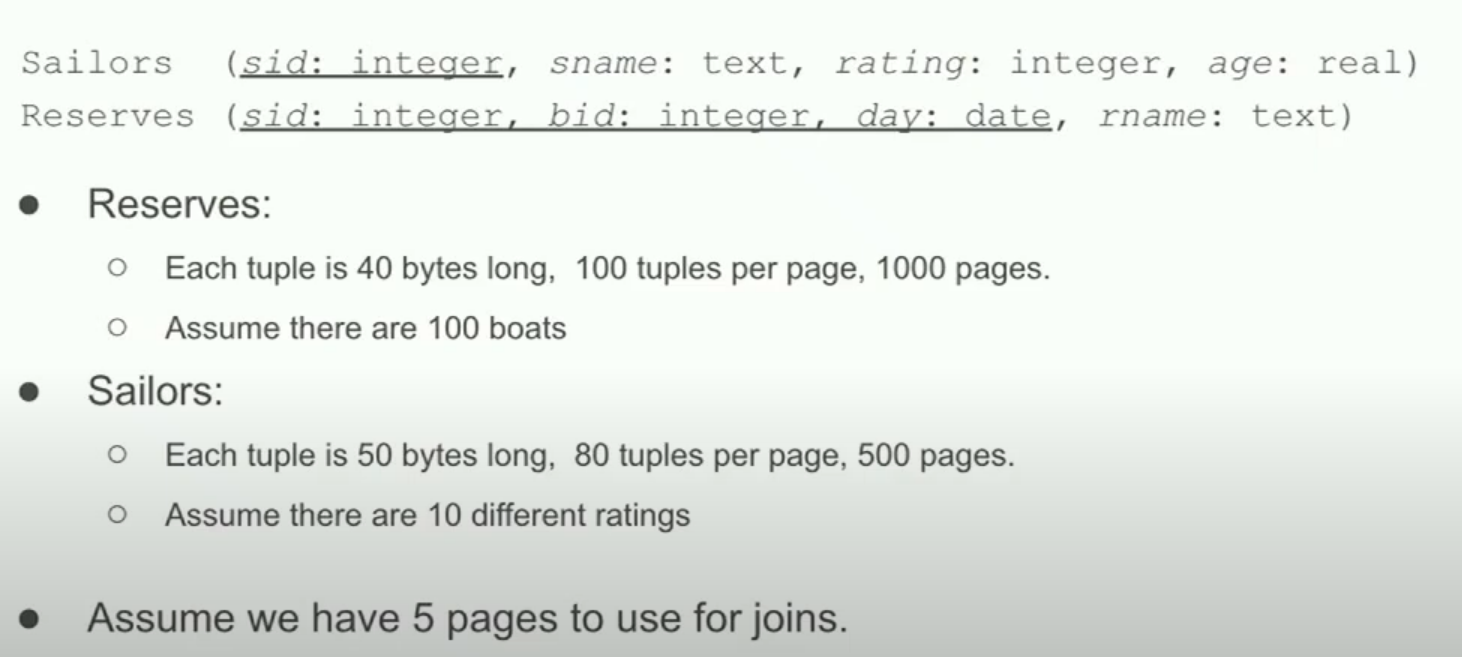 Sailors (sid: integer, sname: text, rating: integer, age: real)
Reserves (sid: integer, bid: integer, day: date, rname: text)
● Reserves:
○ Each tuple is 40 bytes long, 100 tuples per page, 1000 pages.
○ Assume there are 100 boats
● Sailors:
○ Each tuple is 50 bytes long, 80 tuples per page, 500 pages.
○ Assume there are 10 different ratings
● Assume we have 5 pages to use for joins.